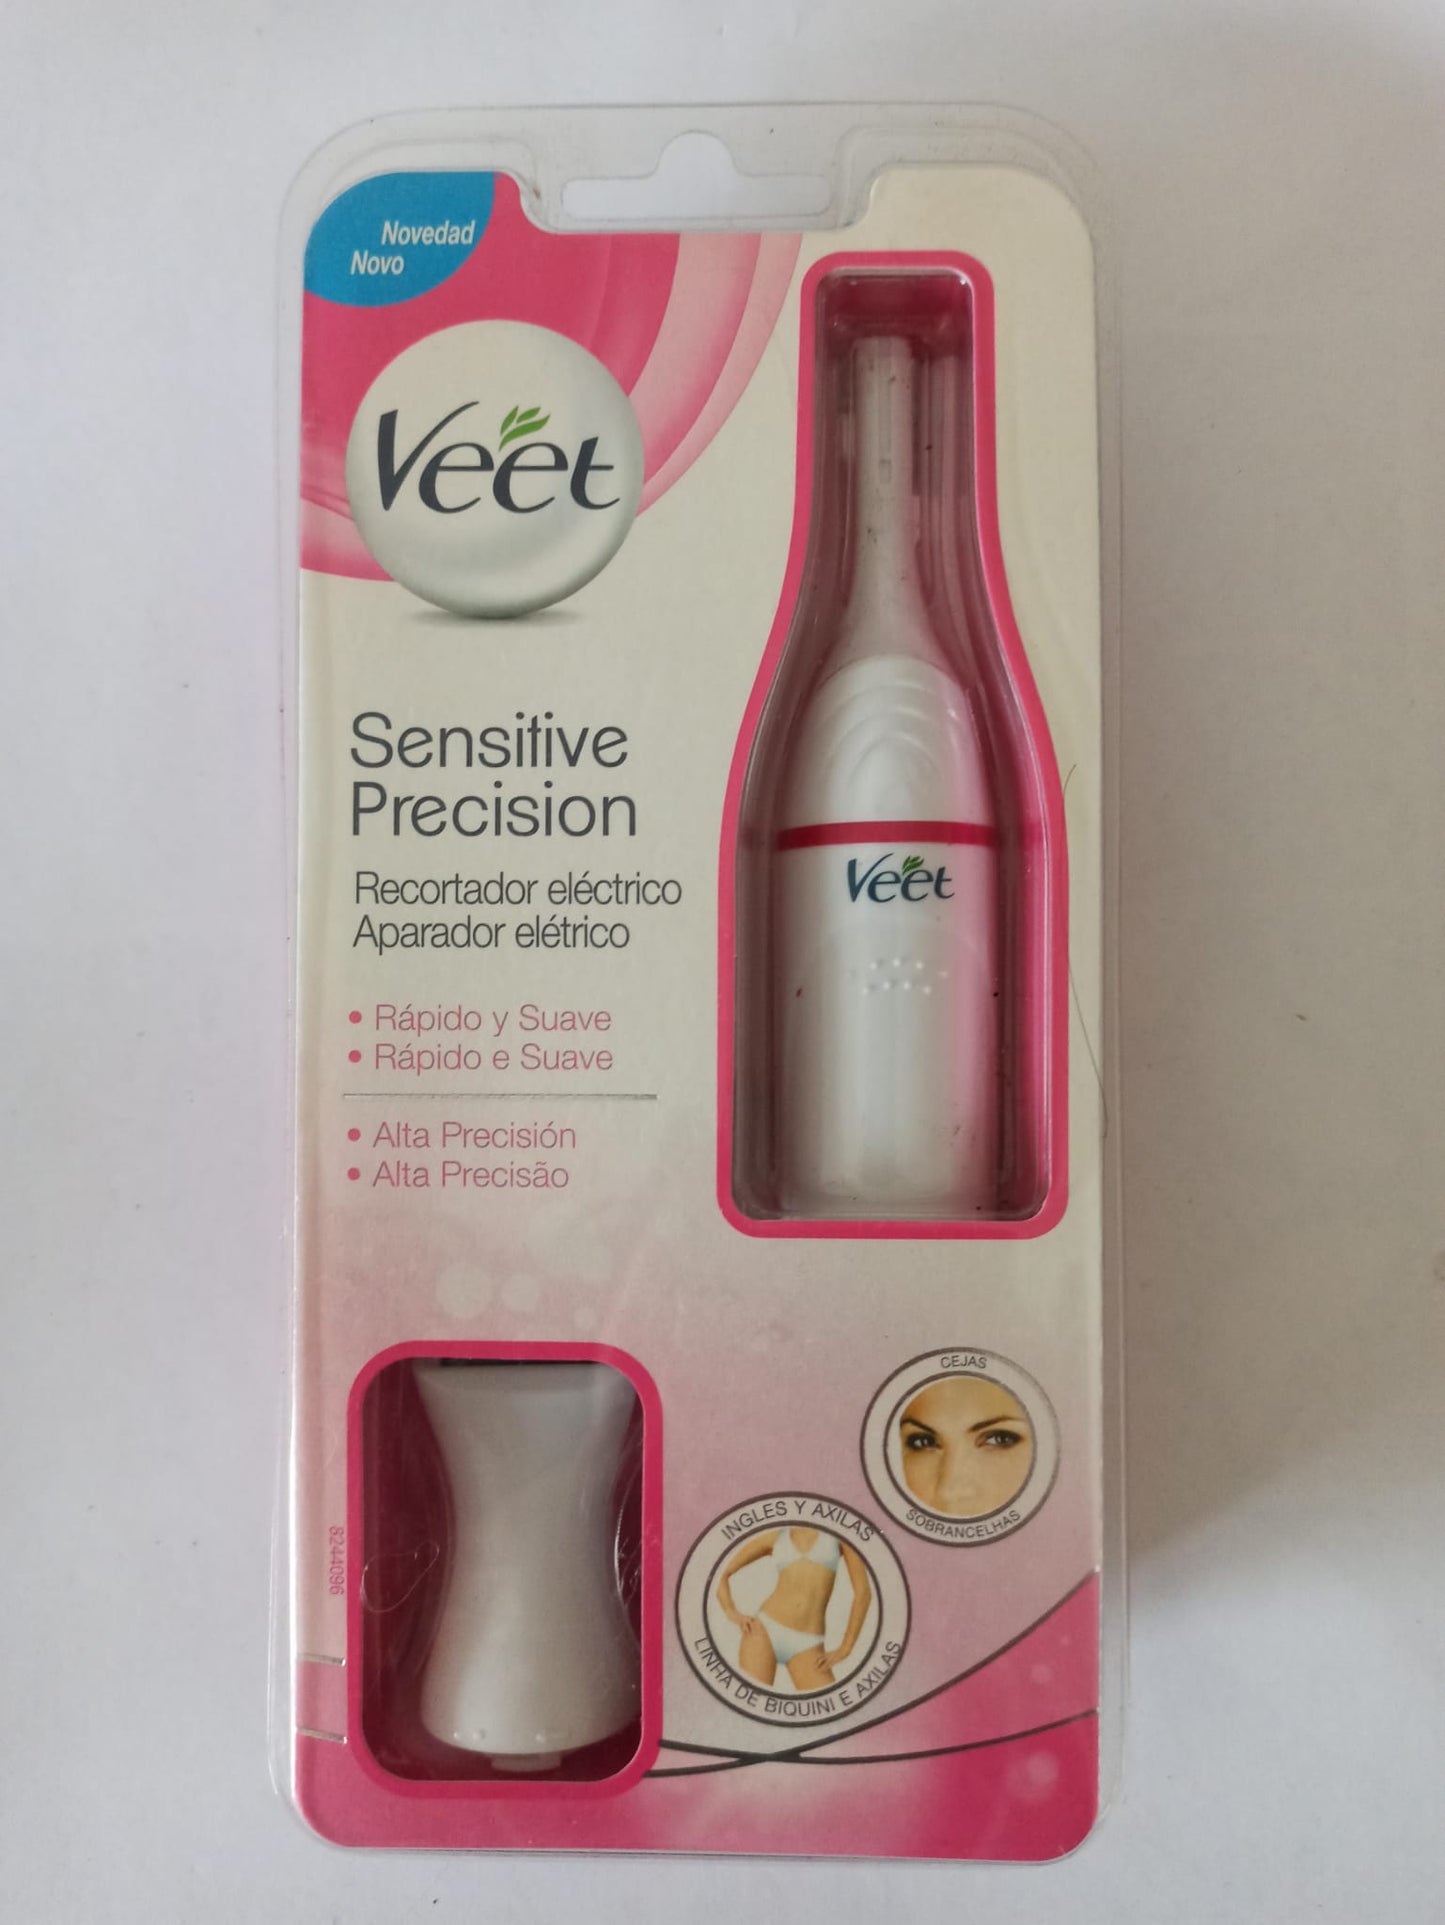 Novedad
Novo
Veet
Sensitive
Precision
Recortador eléctrico
Aparador elétrico
• Rápido y Suave
• Rápido e Suave
• Alta Precisión
• Alta Precisão
Veet
CEJAS
SOBRANCELHAS
INGLES Y AXILAS
LINHA DE BIQUINI E AXILAS
8244096